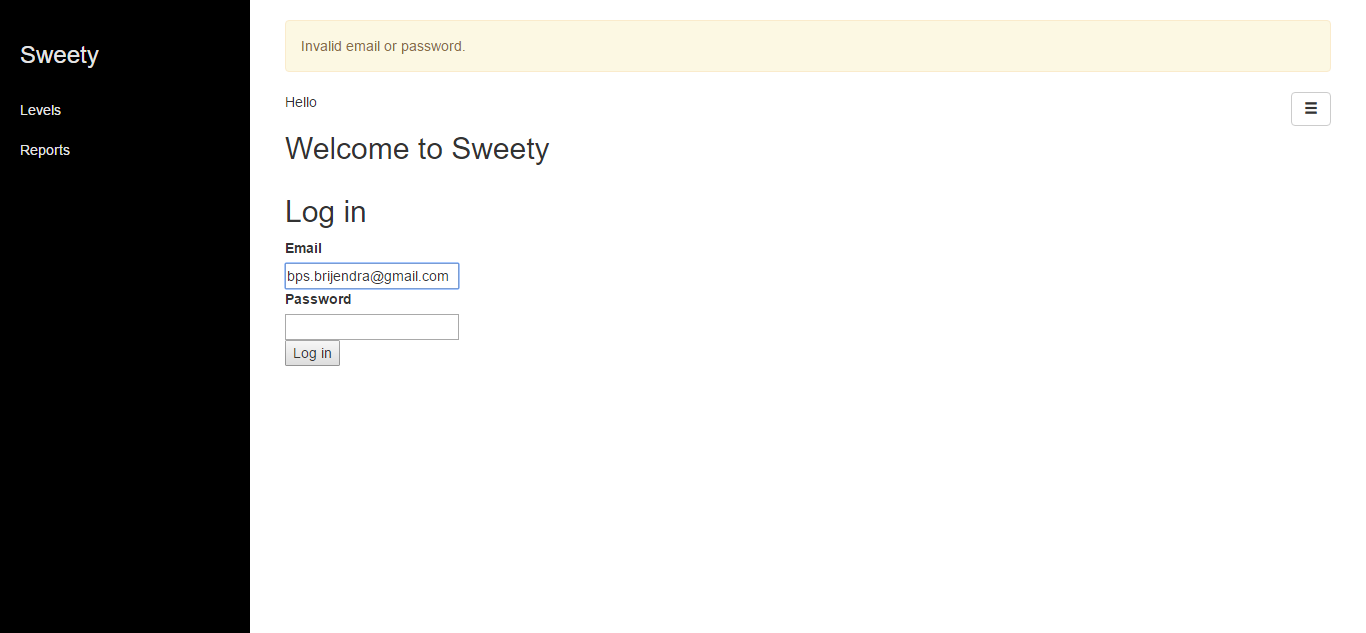 Sweety
Levels
Reports
Invalid email or password.
Hello
Welcome to Sweety
Log in
Email
bps.brijendra@gmail.com
Password
Log in